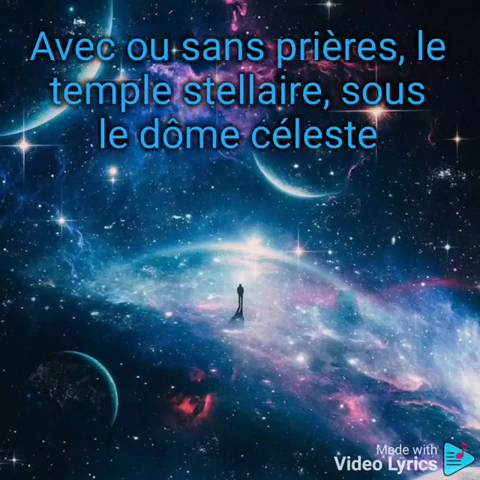 Avec ou sans prières, le
temple stellaire, sous
le dôme céleste
Made with
Video Lyrics